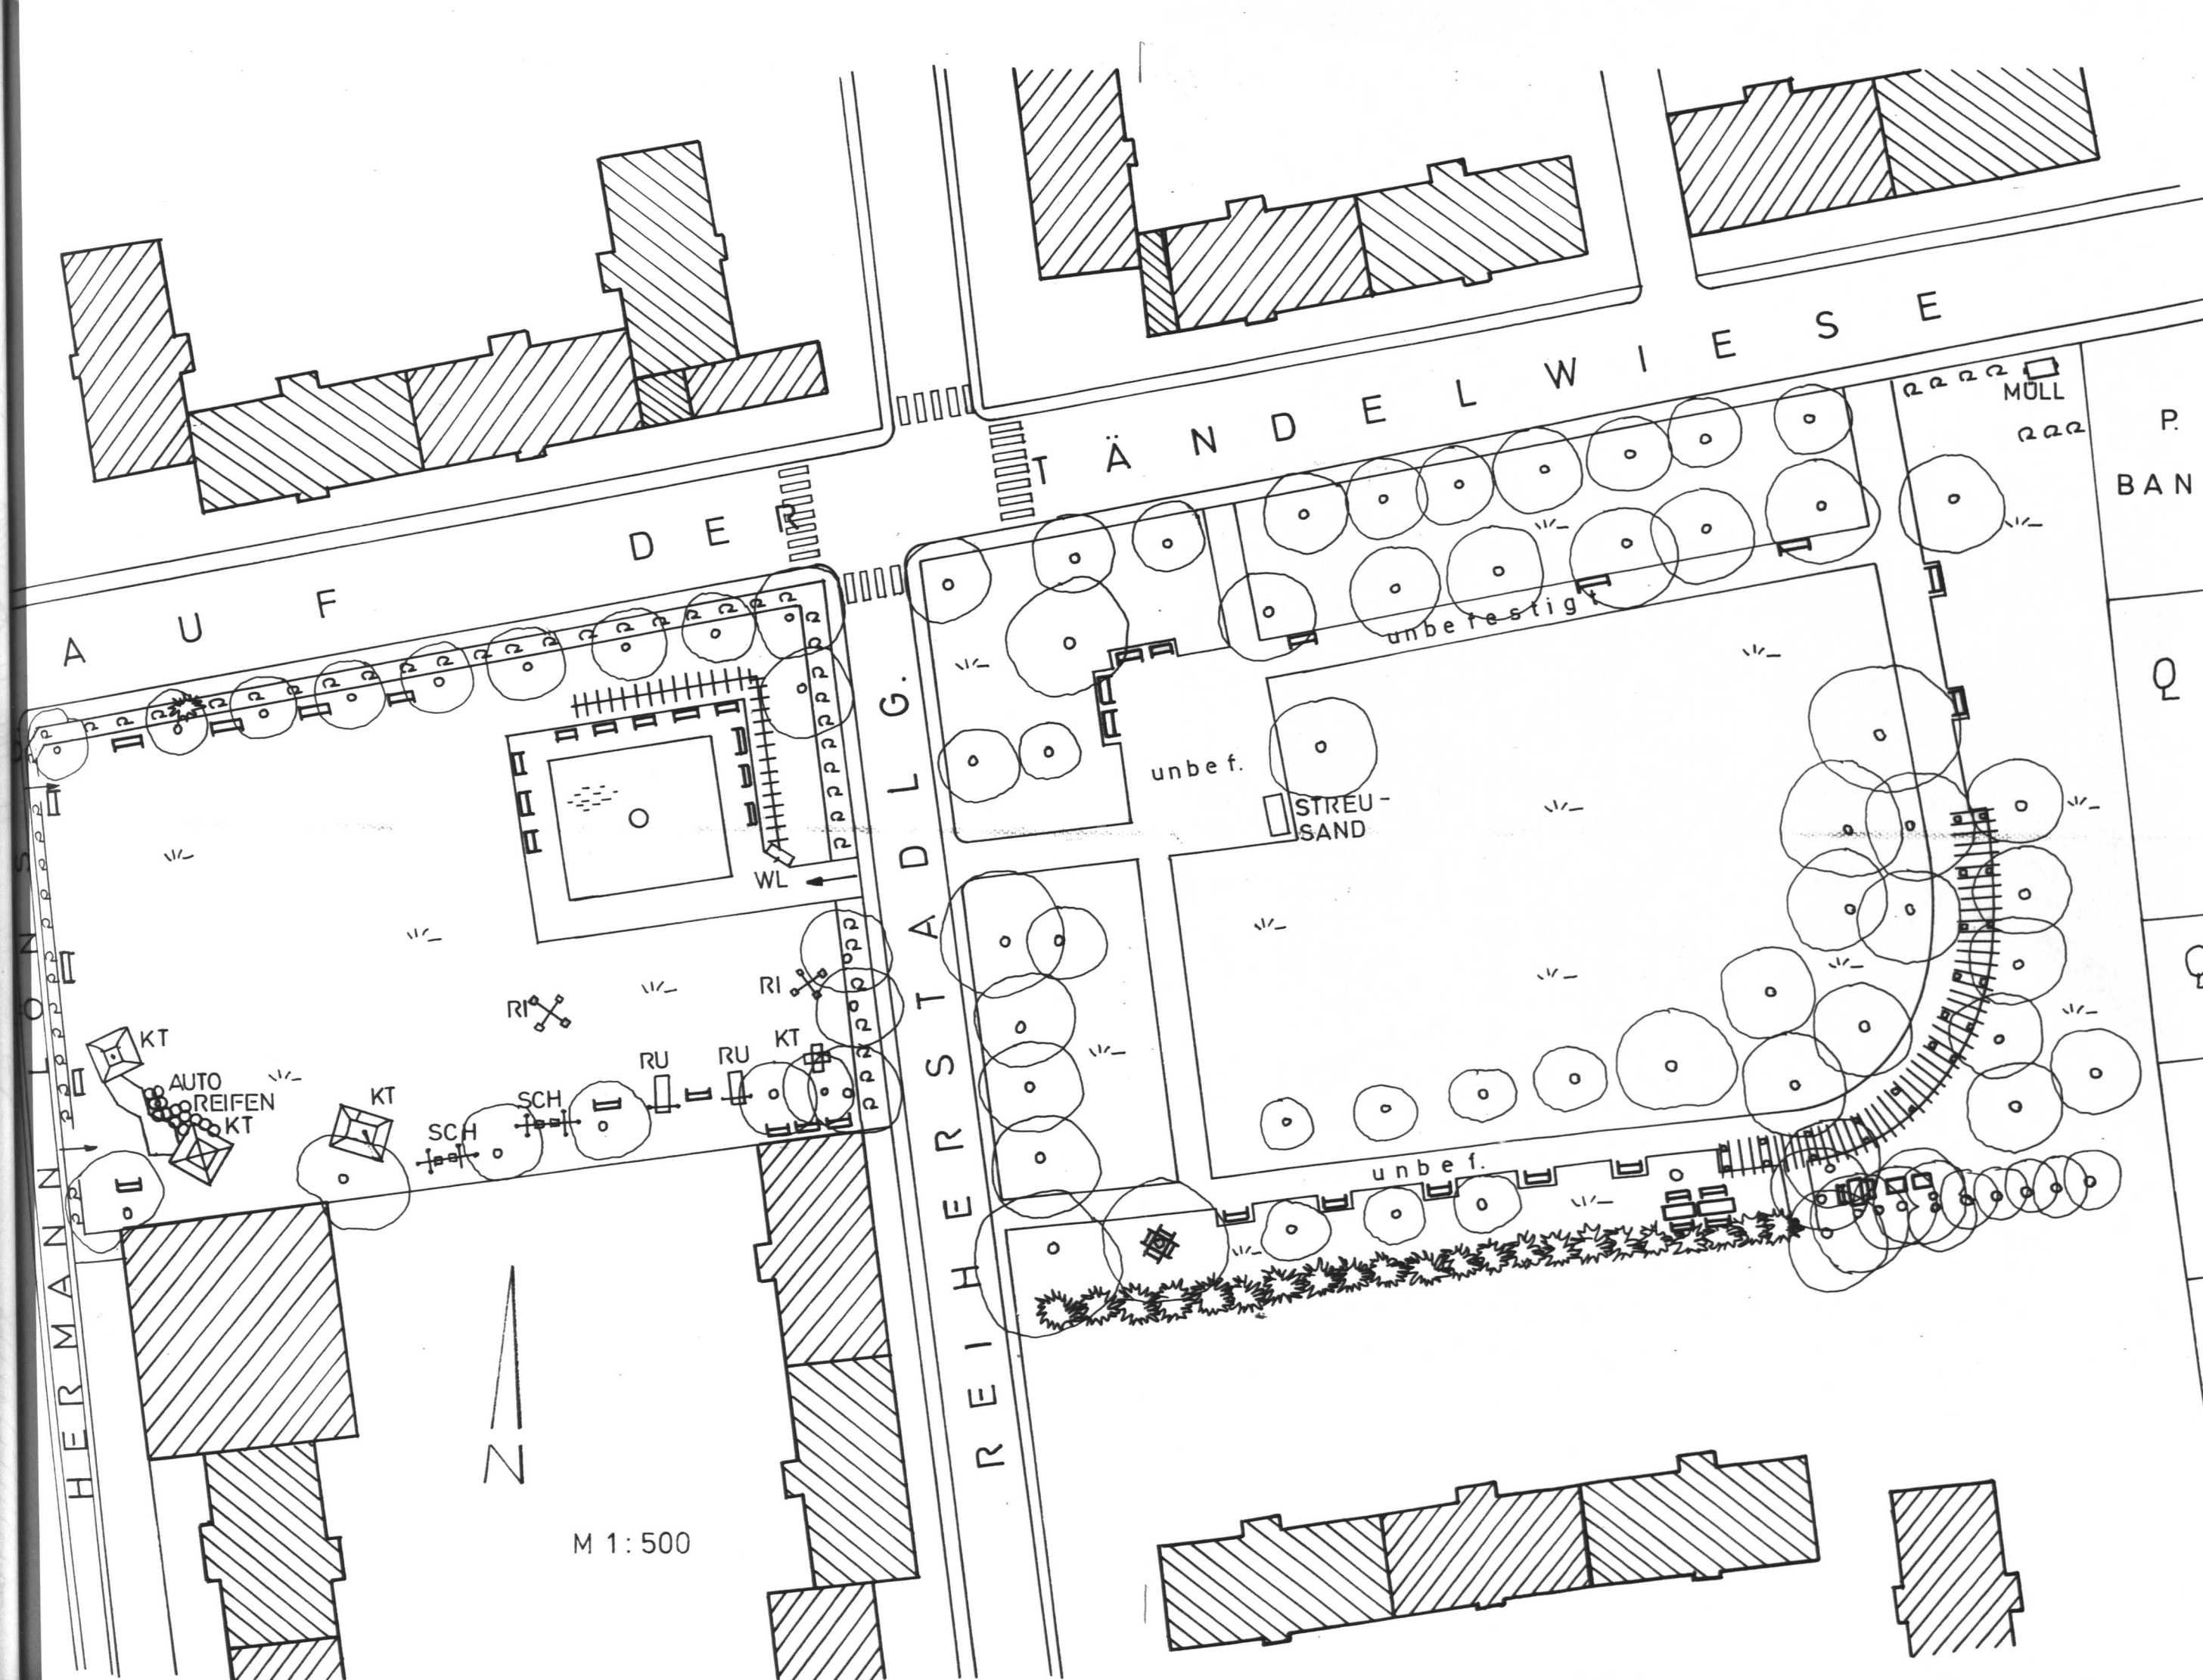 AUF DER TÄNDELWIESE
MÜLL
P.
BAN
unbefestigt
REIHERSTADLG.
unbef.
STREU-
SAND
WL
RI
RI
KT
KT
AUTO
REIFEN
KT
KT
SCH
SCH
RU
RU
unbef.
HERMANN LÖNS
N
M 1:500